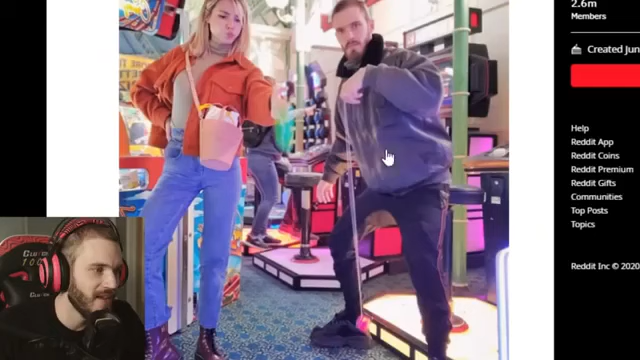 2.6m
Members
Created Jun
Help
Reddit App
Reddit Coins
Reddit Premium
Reddit Gifts
Communities
Top Posts
Topics
Reddit Inc © 2020